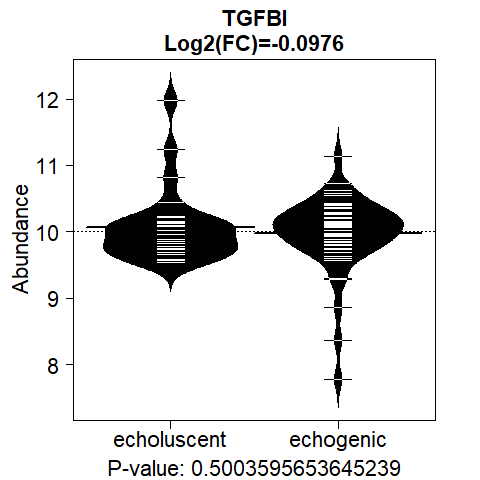 TGFBI
Log2(FC)=-0.0976
Abundance
12
11
10
9
8
echoluscent echogenic
P-value: 0.5003595653645239